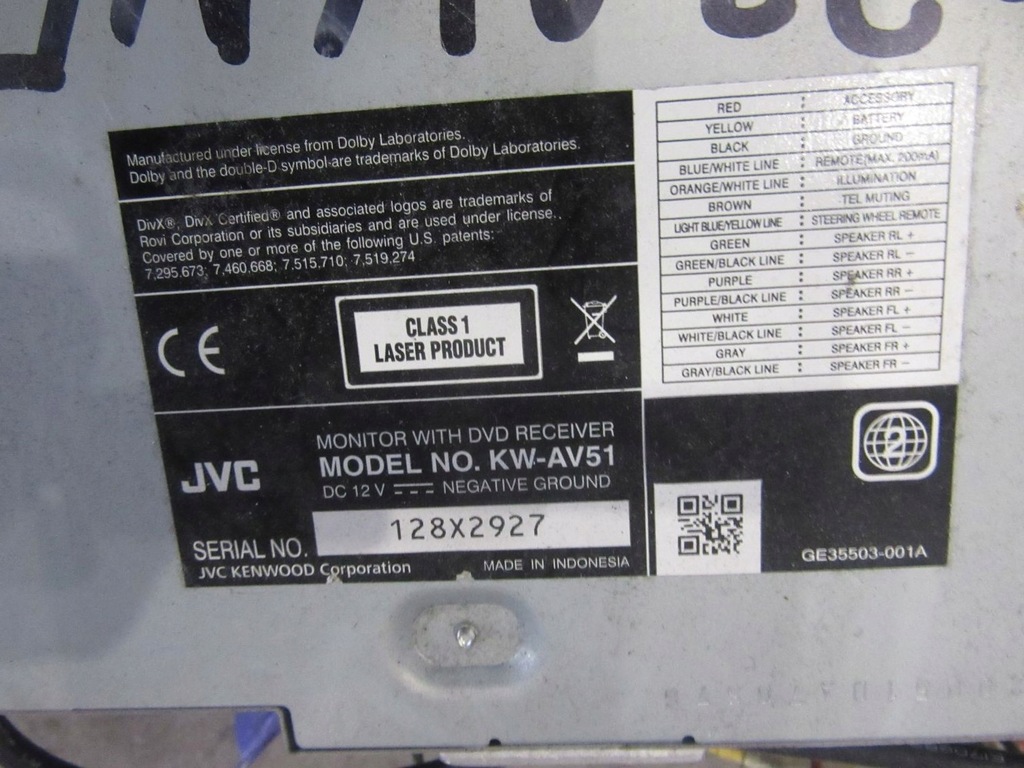 Manufactured under license from Dolby Laboratories.
Dolby and the double-D symbol are trademarks of Dolby Laboratories.
DivX®, DivX Certified® and associated logos are trademarks of
Rovi Corporation or its subsidiaries and are used under license.
Covered by one or more of the following U.S. patents:
7,295,673; 7,460,668; 7,515,710; 7,519,274
CE
CLASS 1
LASER PRODUCT
JVC
MONITOR WITH DVD RECEIVER
MODEL NO. KW-AV51
DC 12 V NEGATIVE GROUND
SERIAL NO. 128X2927
JVC KENWOOD Corporation MADE IN INDONESIA
RED : ACCESSORY
YELLOW : BATTERY
BLACK : GROUND
BLUE/WHITE LINE : REMOTE(MAX. 200mA)
ORANGE/WHITE LINE : ILLUMINATION
BROWN : TEL MUTING
LIGHT BLUE/YELLOW LINE : STEERING WHEEL REMOTE
GREEN : SPEAKER RL +
GREEN/BLACK LINE : SPEAKER RL −
PURPLE : SPEAKER RR +
PURPLE/BLACK LINE : SPEAKER RR −
WHITE : SPEAKER FL +
WHITE/BLACK LINE : SPEAKER FL −
GRAY : SPEAKER FR +
GRAY/BLACK LINE : SPEAKER FR −
2
GE35503-001A